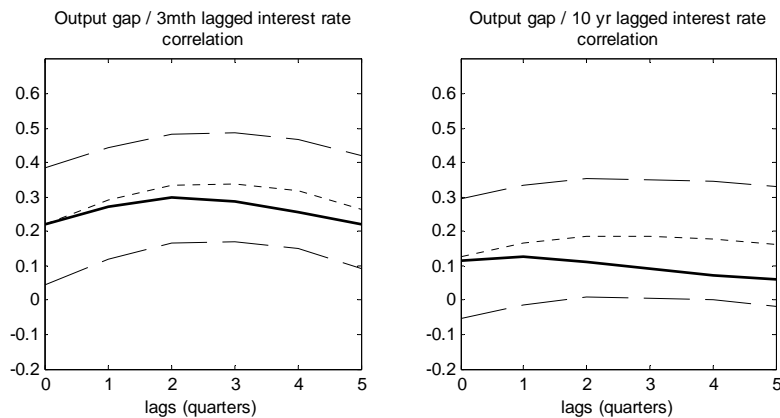 Output gap / 3mth lagged interest rate
correlation
0.6
0.5
0.4
0.3
0.2
0.1
0
-0.1
-0.2
0 1 2 3 4 5
lags (quarters)
Output gap / 10 yr lagged interest rate
correlation
0.6
0.5
0.4
0.3
0.2
0.1
0
-0.1
-0.2
0 1 2 3 4 5
lags (quarters)